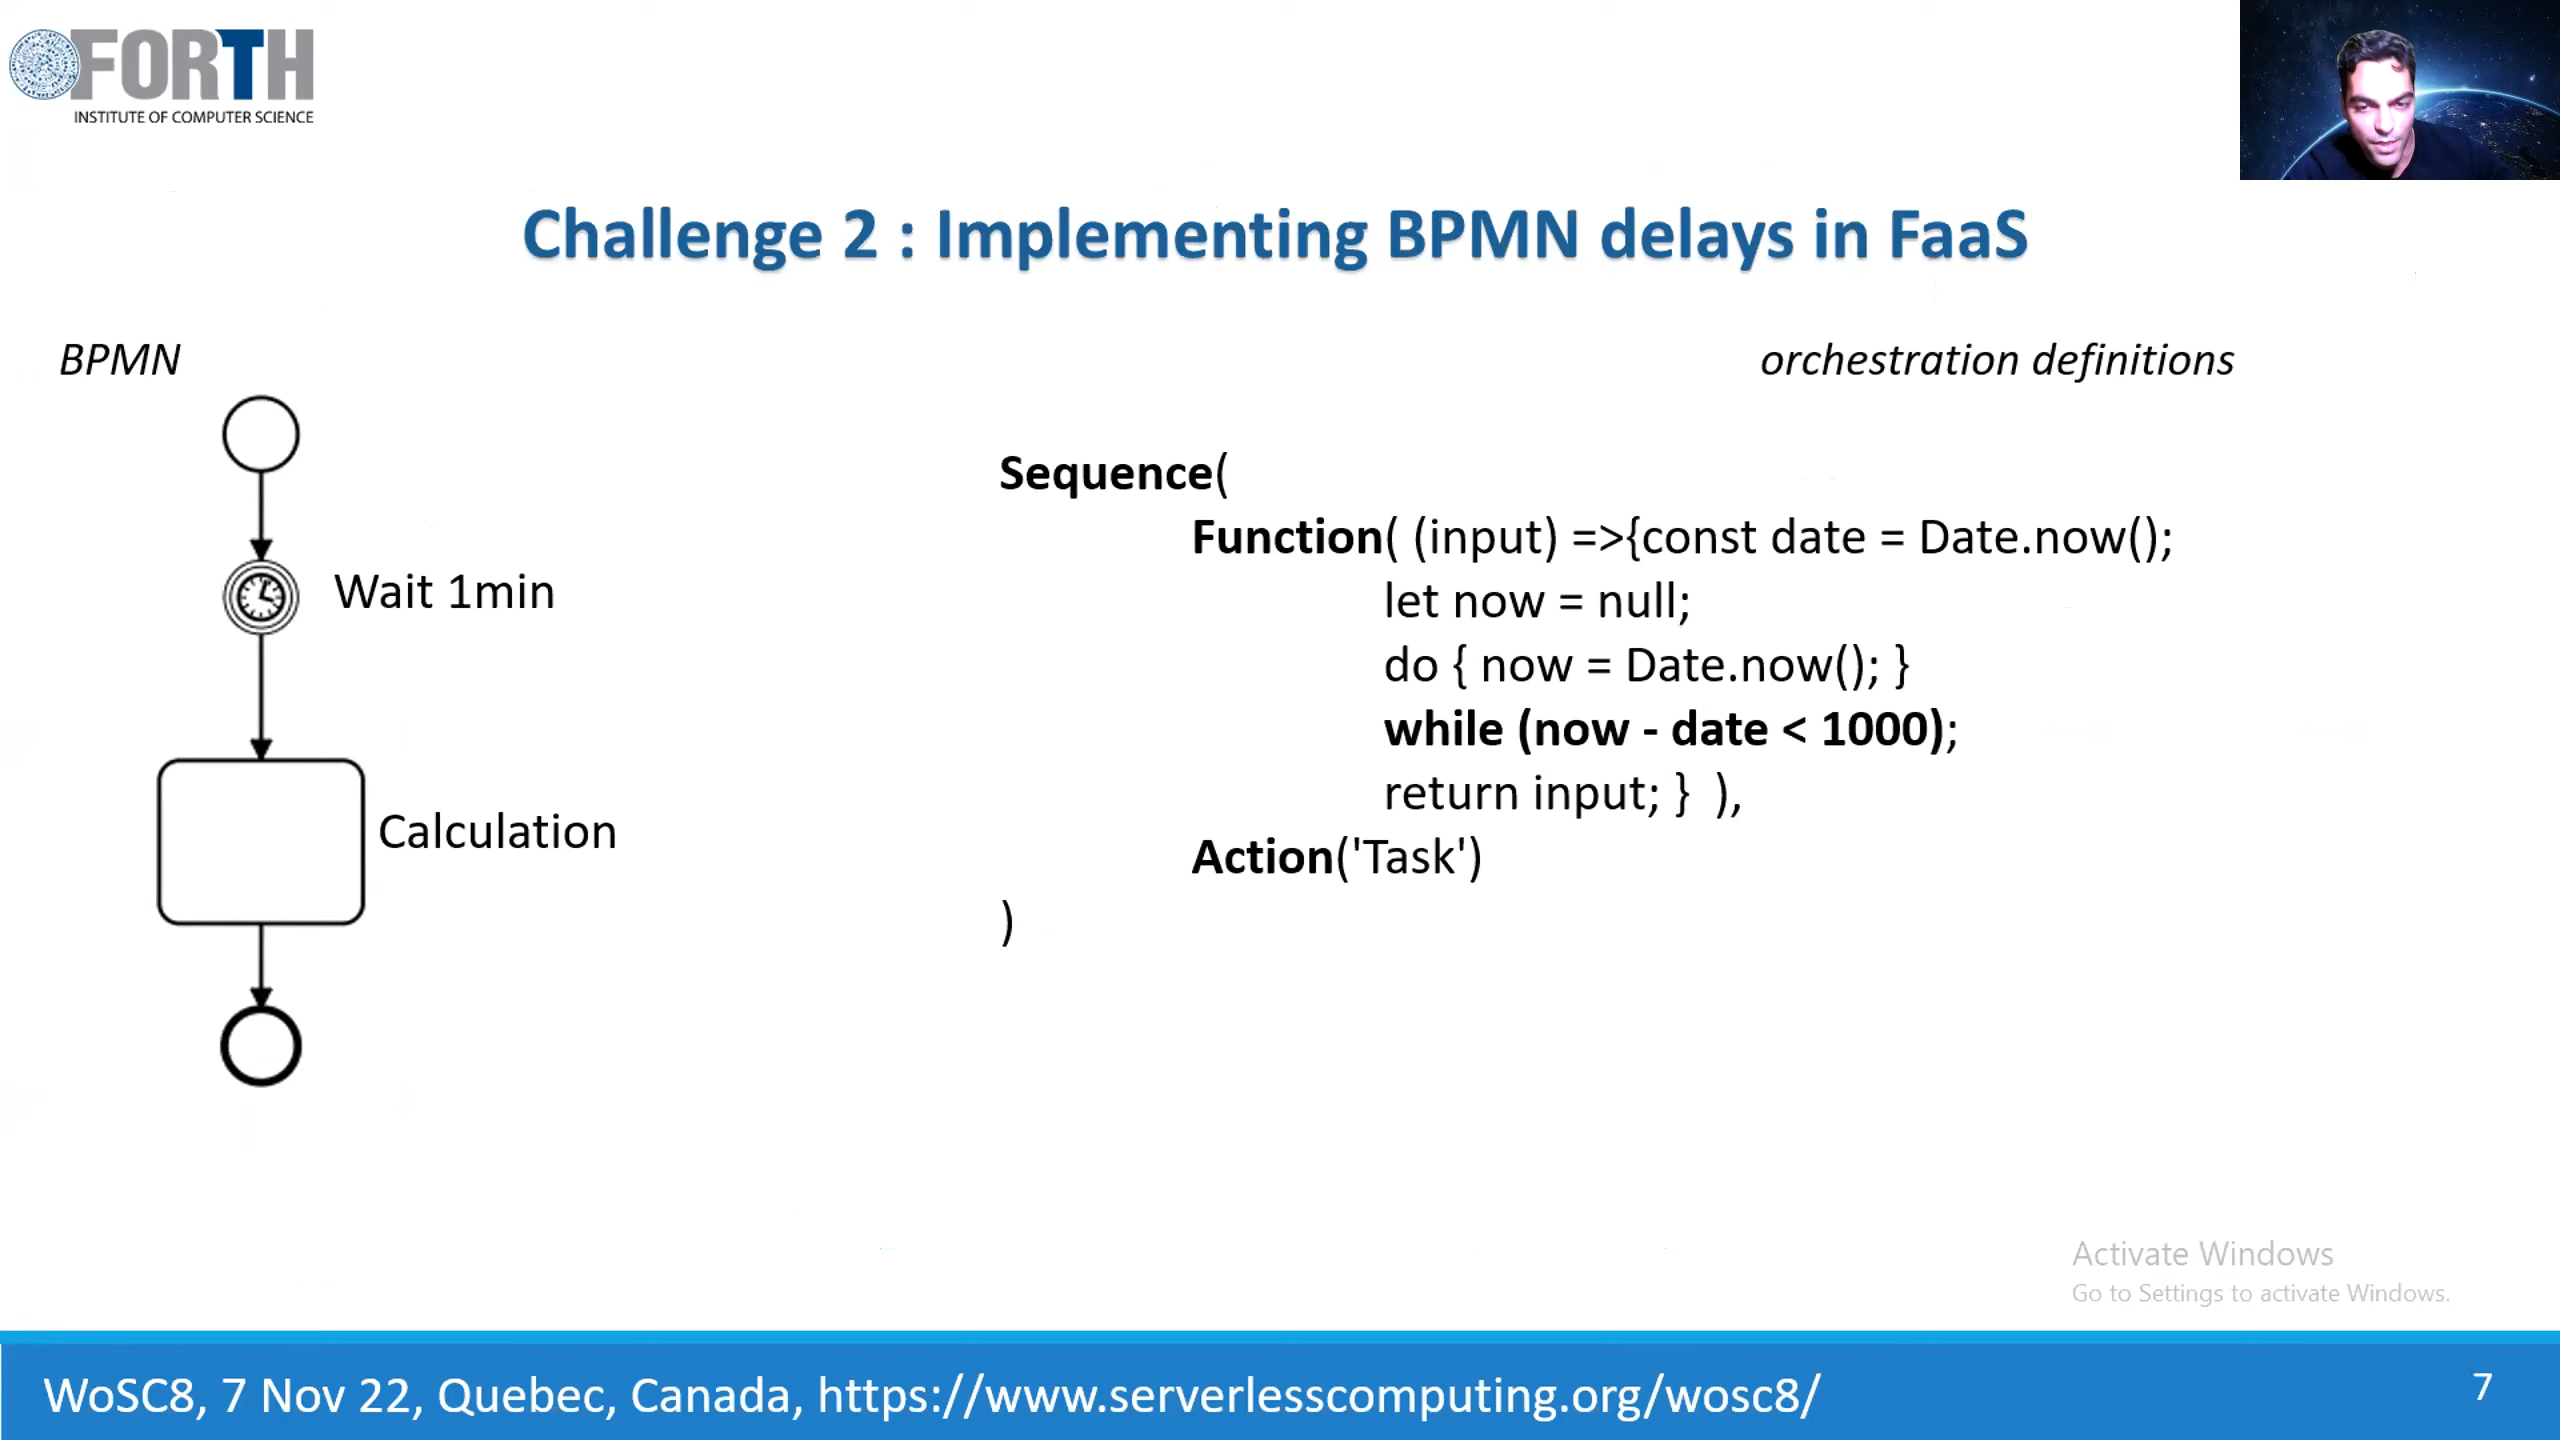 FORTH
INSTITUTE OF COMPUTER SCIENCE
Challenge 2 : Implementing BPMN delays in FaaS
BPMN
orchestration definitions
Wait 1min
Calculation
Sequence(
Function( (input) =>{const date = Date.now();
let now = null;
do { now = Date.now(); }
while (now - date < 1000);
return input; } ),
Action('Task')
)
Activate Windows
Go to Settings to activate Windows.
WoSC8, 7 Nov 22, Quebec, Canada, https://www.serverlesscomputing.org/wosc8/
7